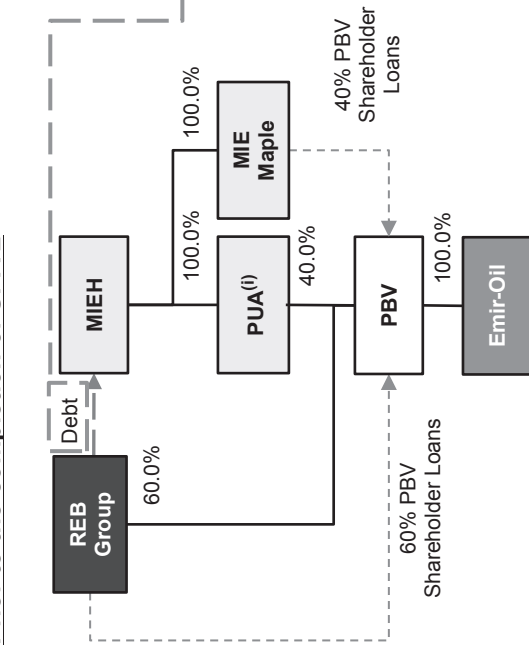 Debt
MIEH
REB
Group
60.0%
100.0%
100.0%
MIE
Maple
PUA(i)
40.0%
40% PBV
Shareholder
Loans
PBV
100.0%
60% PBV
Shareholder Loans
Emir-Oil